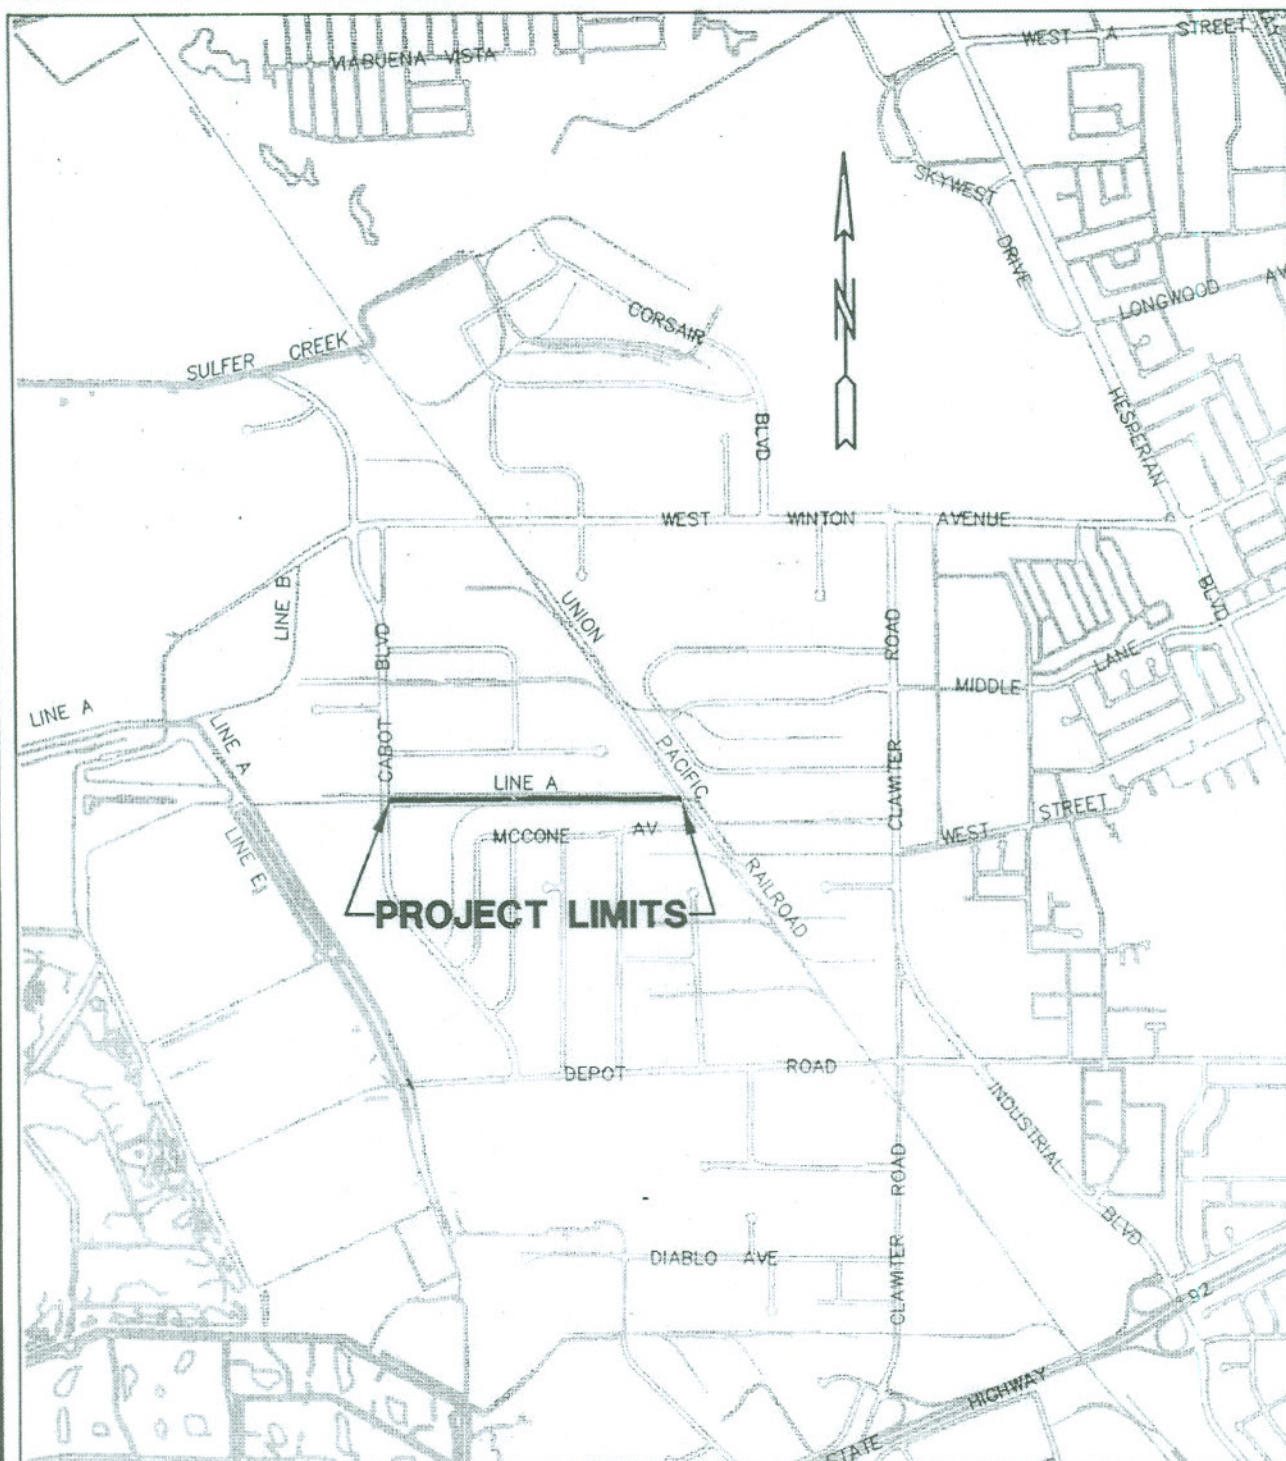 VIABUENA VISTA
WEST A STREET
SKYWEST
DRIVE
LONGWOOD AV
CORSAIR
BLVD
SULFER CREEK
N
HESPERIAN
BLVD
WEST WINTON AVENUE
LINE B
UNION
PACIFIC
RAILROAD
CABOT BLVD
ROAD
MIDDLE LANE
LINE A
LINE A
CLAWITER
LINE A
WEST STREET
MCCONE AV
LINE E
PROJECT LIMITS
DEPOT ROAD
INDUSTRIAL
BLVD
CLAWITER ROAD
DIABLO AVE
STATE HIGHWAY 92